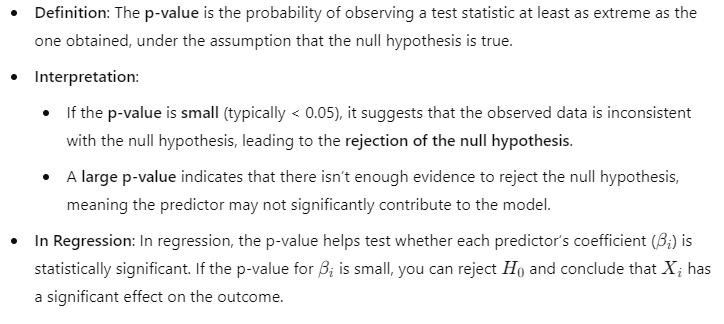 • Definition: The p-value is the probability of observing a test statistic at least as extreme as the
one obtained, under the assumption that the null hypothesis is true.
• Interpretation:
• If the p-value is small (typically < 0.05), it suggests that the observed data is inconsistent
with the null hypothesis, leading to the rejection of the null hypothesis.
• A large p-value indicates that there isn't enough evidence to reject the null hypothesis,
meaning the predictor may not significantly contribute to the model.
• In Regression: In regression, the p-value helps test whether each predictor's coefficient (βᵢ) is
statistically significant. If the p-value for βᵢ is small, you can reject H₀ and conclude that Xᵢ has
a significant effect on the outcome.